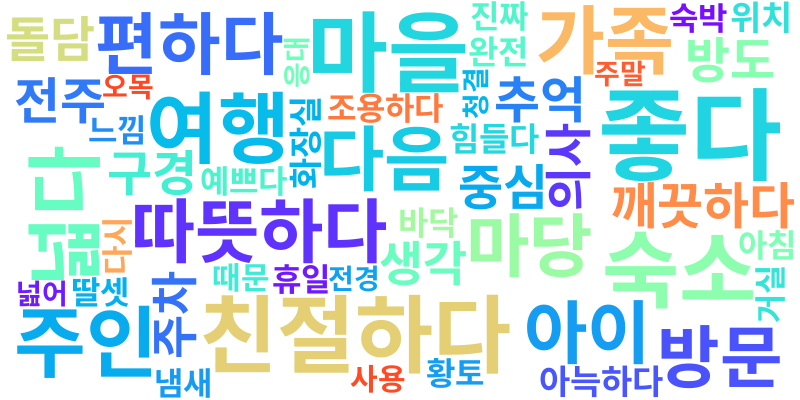 돌담
편하다
응대
마을
진짜
완전
가족
숙박
위치
방도
주말
전주
오목
느낌
여행
화장실
조용하다
다음
청결
추억
힘들다
의사
좋다
넓다
구경
예쁘다
중심
깨끗하다
따뜻하다
다시
바닥
생각
마당
숙소
아침
거실
넓어
딸셋
주차
때문
휴일
전경
주인
친절하다
아이
방문
냄새
사용
황토
아늑하다